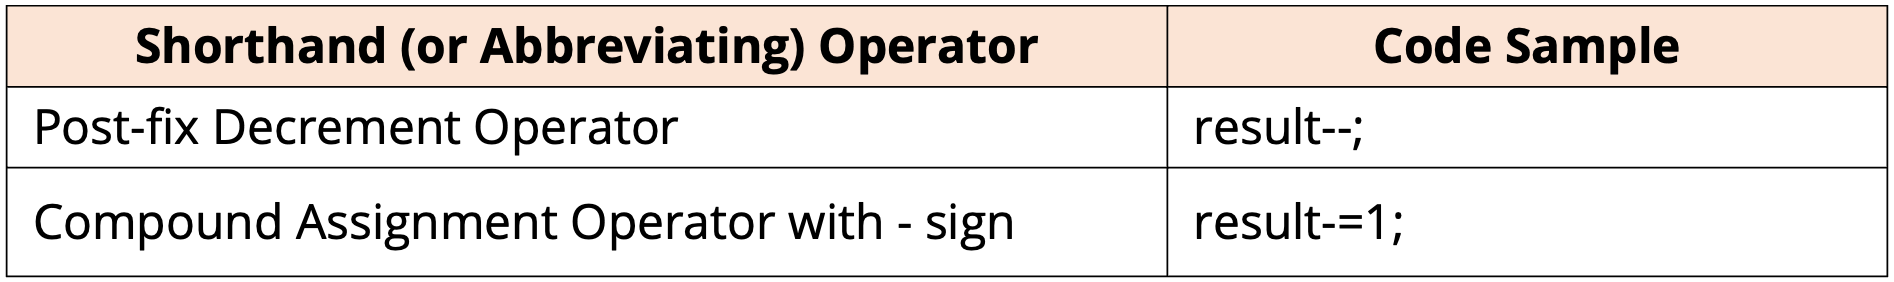 Shorthand (or Abbreviating) Operator Code Sample
Post-fix Decrement Operator result--;
Compound Assignment Operator with - sign result-=1;